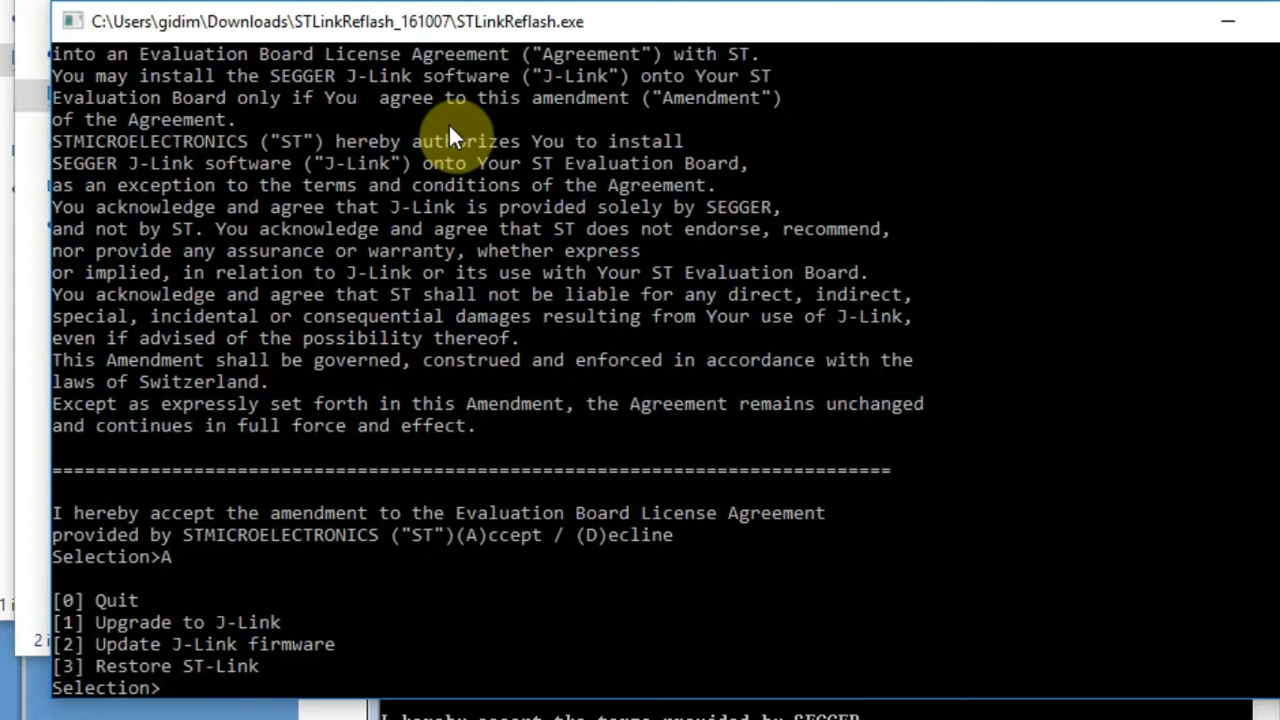 C:\Users\gidim\Downloads\STLinkReflash_161007\STLinkReflash.exe
into an Evaluation Board License Agreement ("Agreement") with ST.
You may install the SEGGER J-Link software ("J-Link") onto Your ST
Evaluation Board only if You  agree to this amendment ("Amendment")
of the Agreement.
STMICROELECTRONICS ("ST") hereby authorizes You to install
SEGGER J-Link software ("J-Link") onto Your ST Evaluation Board,
as an exception to the terms and conditions of the Agreement.
You acknowledge and agree that J-Link is provided solely by SEGGER,
and not by ST. You acknowledge and agree that ST does not endorse, recommend,
nor provide any assurance or warranty, whether express
or implied, in relation to J-Link or its use with Your ST Evaluation Board.
You acknowledge and agree that ST shall not be liable for any direct, indirect,
special, incidental or consequential damages resulting from Your use of J-Link,
even if advised of the possibility thereof.
This Amendment shall be governed, construed and enforced in accordance with the
laws of Switzerland.
Except as expressly set forth in this Amendment, the Agreement remains unchanged
and continues in full force and effect.
=============================================================================
I hereby accept the amendment to the Evaluation Board License Agreement
provided by STMICROELECTRONICS ("ST")(A)ccept / (D)ecline
Selection>A
[0] Quit
[1] Upgrade to J-Link
[2] Update J-Link firmware
[3] Restore ST-Link
Selection>
1 i
2 i
I hereby accept the terms provided by SEGGER